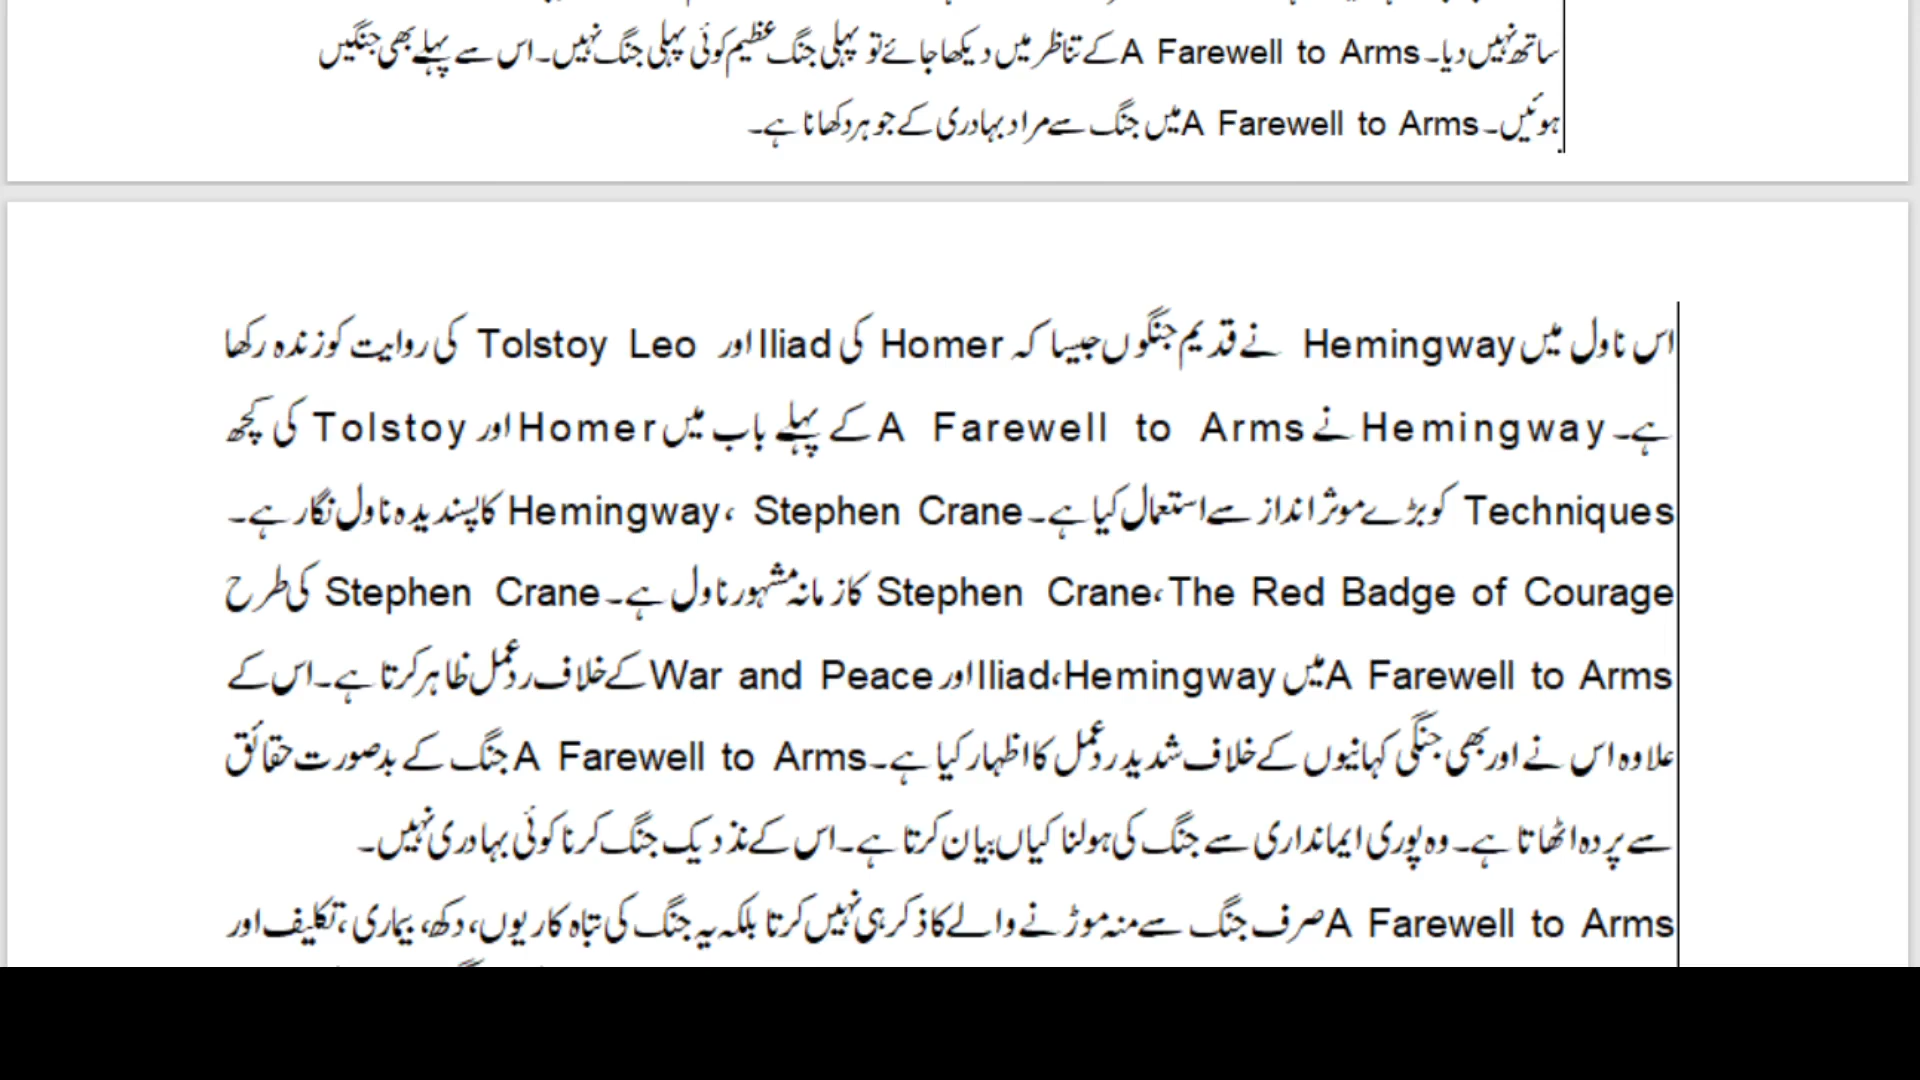 ساتھ نہیں دیا۔ A Farewell to Arms کے تناظر میں دیکھا جائے تو پہلی جنگ عظیم کوئی پہلی جنگ نہیں۔ اس سے پہلے بھی جنگیں
ہوئیں۔ A Farewell to Arms میں جنگ سے مراد بہادری کے جوہر دکھانا ہے۔
اس ناول میں Hemingway نے قدیم جنگوں جیسا کہ Homer کی Iliad اور Tolstoy Leo کی روایت کو زندہ رکھا
ہے۔ Hemingway نے A Farewell to Arms کے پہلے باب میں Homer اور Tolstoy کی کچھ
Techniques کو بڑے موثر انداز سے استعمال کیا ہے۔ Hemingway، Stephen Crane کا پسندیدہ ناول نگار ہے۔
Stephen Crane، The Red Badge of Courage کا زمانہ مشہور ناول ہے۔ Stephen Crane کی طرح
A Farewell to Arms میں Iliad، Hemingway اور War and Peace کے خلاف ردعمل ظاہر کرتا ہے۔ اس کے
علاوہ اس نے اور بھی جنگی کہانیوں کے خلاف شدید ردعمل کا اظہار کیا ہے۔ A Farewell to Arms جنگ کے بدصورت حقائق
سے پردہ اٹھاتا ہے۔ وہ پوری ایمانداری سے جنگ کی ہولناکیاں بیان کرتا ہے۔ اس کے نذدیک جنگ کرنا کوئی بہادری نہیں۔
A Farewell to Arms صرف جنگ سے منہ موڑنے والے کا ذکر ہی نہیں کرتا بلکہ یہ جنگ کی تباہ کاریوں، دکھ، بیماری، تکلیف اور